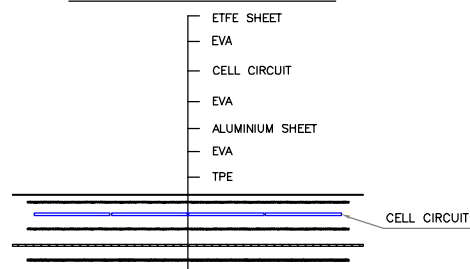 ETFE SHEET
EVA
CELL CIRCUIT
EVA
ALUMINIUM SHEET
EVA
TPE
CELL CIRCUIT